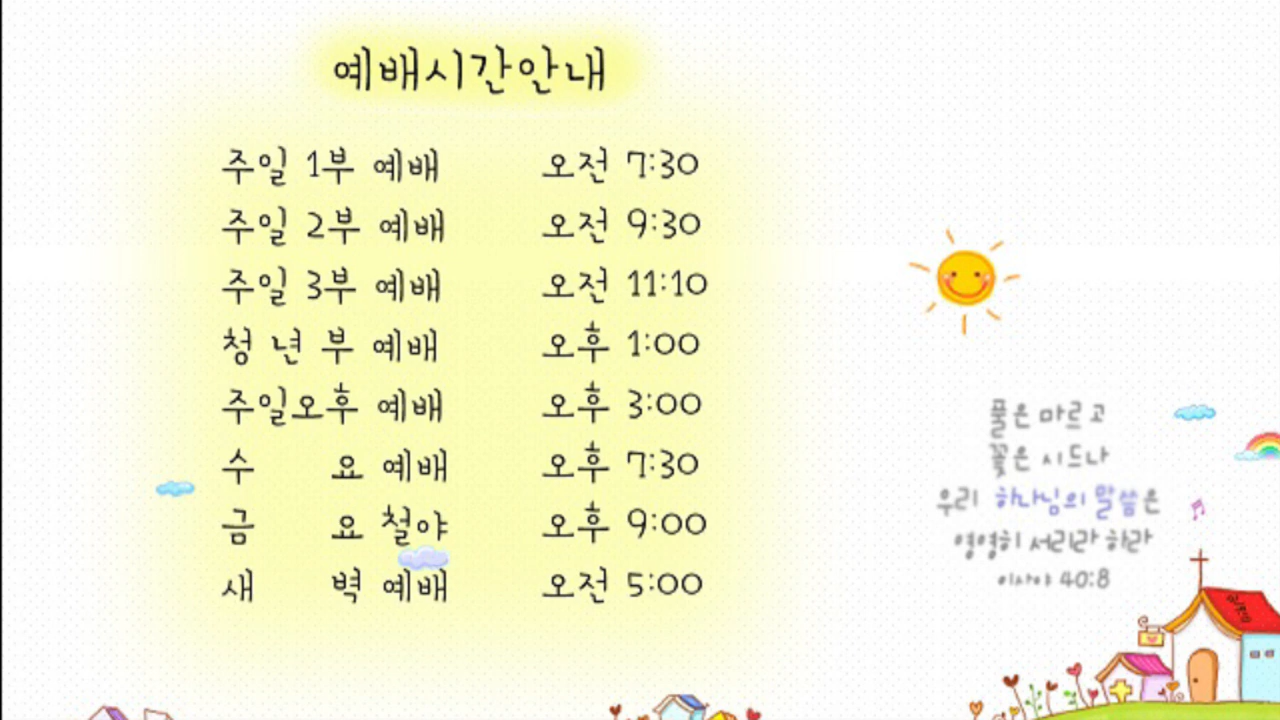 예배시간안내
주일 1부 예배 오전 7:30
주일 2부 예배 오전 9:30
주일 3부 예배 오전 11:10
청 년 부 예배 오후 1:00
주일오후 예배 오후 3:00
수 요 예배 오후 7:30
금 요 철야 오후 9:00
새 벽 예배 오전 5:00
풀은 마르고
꽃은 시드나
우리 하나님의 말씀은
영영히 서리라 하라
이사야 40:8